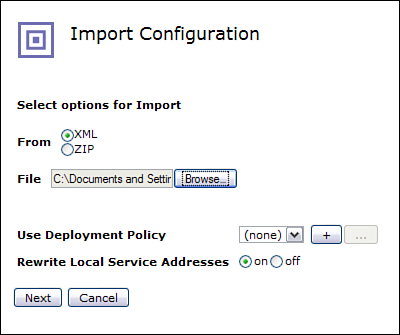 Import Configuration
Select options for Import
From XML
ZIP
File C:\Documents and Settir Browse...
Use Deployment Policy (none) + ...
Rewrite Local Service Addresses on off
Next Cancel